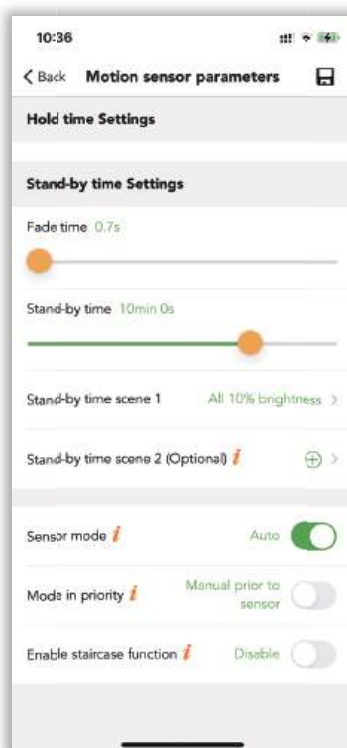 10:36
< Back Motion sensor parameters
Hold time Settings
Stand-by time Settings
Fade time 0.7s
Stand-by time 10min 0s
Stand-by time scene 1 All 10% brightness >
Stand-by time scene 2 (Optional) i >
Sensor mode i Auto
Mode in priority i Manual prior to
sensor
Enable staircase function i Disable